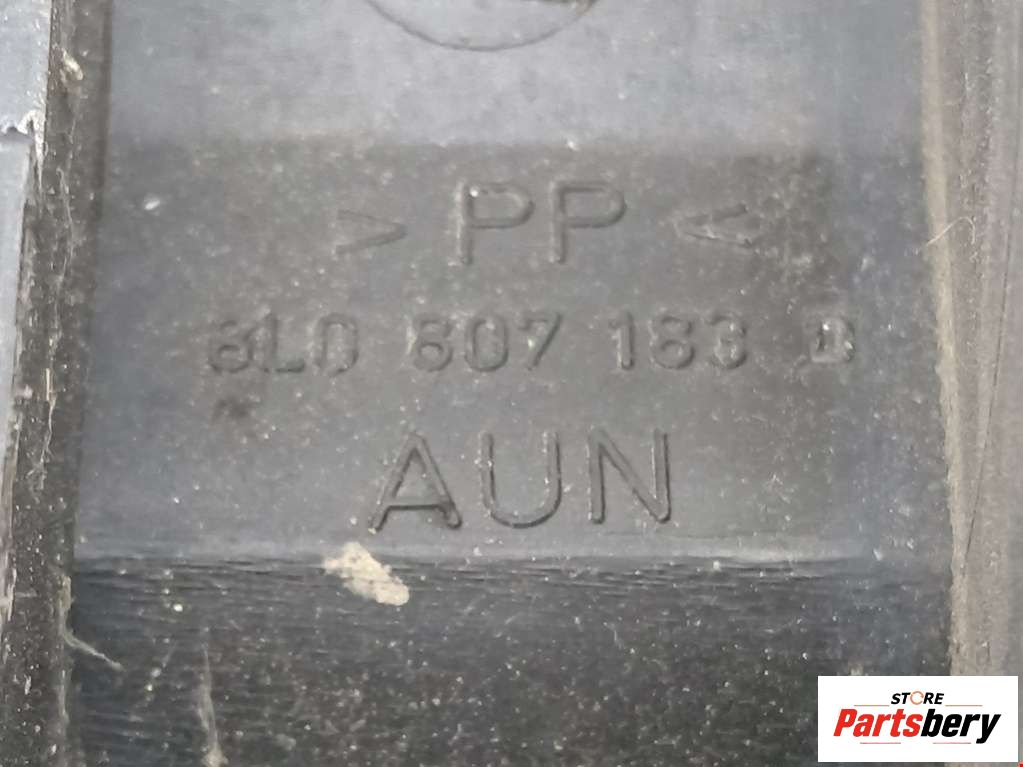 > PP <
8L0 807 183
AUN
STORE
Partsbery